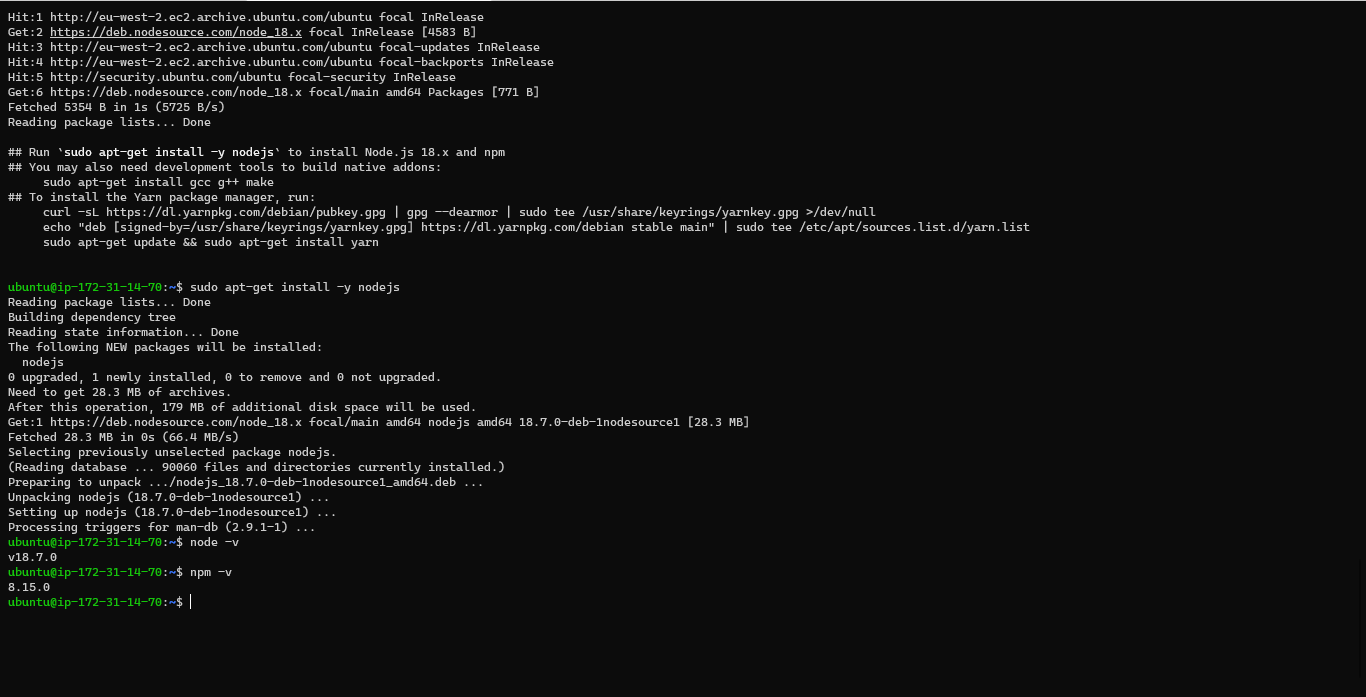 Hit:1 http://eu-west-2.ec2.archive.ubuntu.com/ubuntu focal InRelease
Get:2 https://deb.nodesource.com/node_18.x focal InRelease [4583 B]
Hit:3 http://eu-west-2.ec2.archive.ubuntu.com/ubuntu focal-updates InRelease
Hit:4 http://eu-west-2.ec2.archive.ubuntu.com/ubuntu focal-backports InRelease
Hit:5 http://security.ubuntu.com/ubuntu focal-security InRelease
Get:6 https://deb.nodesource.com/node_18.x focal/main amd64 Packages [771 B]
Fetched 5354 B in 1s (5725 B/s)
Reading package lists... Done
## Run `sudo apt-get install -y nodejs` to install Node.js 18.x and npm
## You may also need development tools to build native addons:
     sudo apt-get install gcc g++ make
## To install the Yarn package manager, run:
     curl -sL https://dl.yarnpkg.com/debian/pubkey.gpg | gpg --dearmor | sudo tee /usr/share/keyrings/yarnkey.gpg >/dev/null
     echo "deb [signed-by=/usr/share/keyrings/yarnkey.gpg] https://dl.yarnpkg.com/debian stable main" | sudo tee /etc/apt/sources.list.d/yarn.list
     sudo apt-get update && sudo apt-get install yarn
ubuntu@ip-172-31-14-70:~$ sudo apt-get install -y nodejs
Reading package lists... Done
Building dependency tree
Reading state information... Done
The following NEW packages will be installed:
  nodejs
0 upgraded, 1 newly installed, 0 to remove and 0 not upgraded.
Need to get 28.3 MB of archives.
After this operation, 179 MB of additional disk space will be used.
Get:1 https://deb.nodesource.com/node_18.x focal/main amd64 nodejs amd64 18.7.0-deb-1nodesource1 [28.3 MB]
Fetched 28.3 MB in 0s (66.4 MB/s)
Selecting previously unselected package nodejs.
(Reading database ... 90060 files and directories currently installed.)
Preparing to unpack .../nodejs_18.7.0-deb-1nodesource1_amd64.deb ...
Unpacking nodejs (18.7.0-deb-1nodesource1) ...
Setting up nodejs (18.7.0-deb-1nodesource1) ...
Processing triggers for man-db (2.9.1-1) ...
ubuntu@ip-172-31-14-70:~$ node -v
v18.7.0
ubuntu@ip-172-31-14-70:~$ npm -v
8.15.0
ubuntu@ip-172-31-14-70:~$